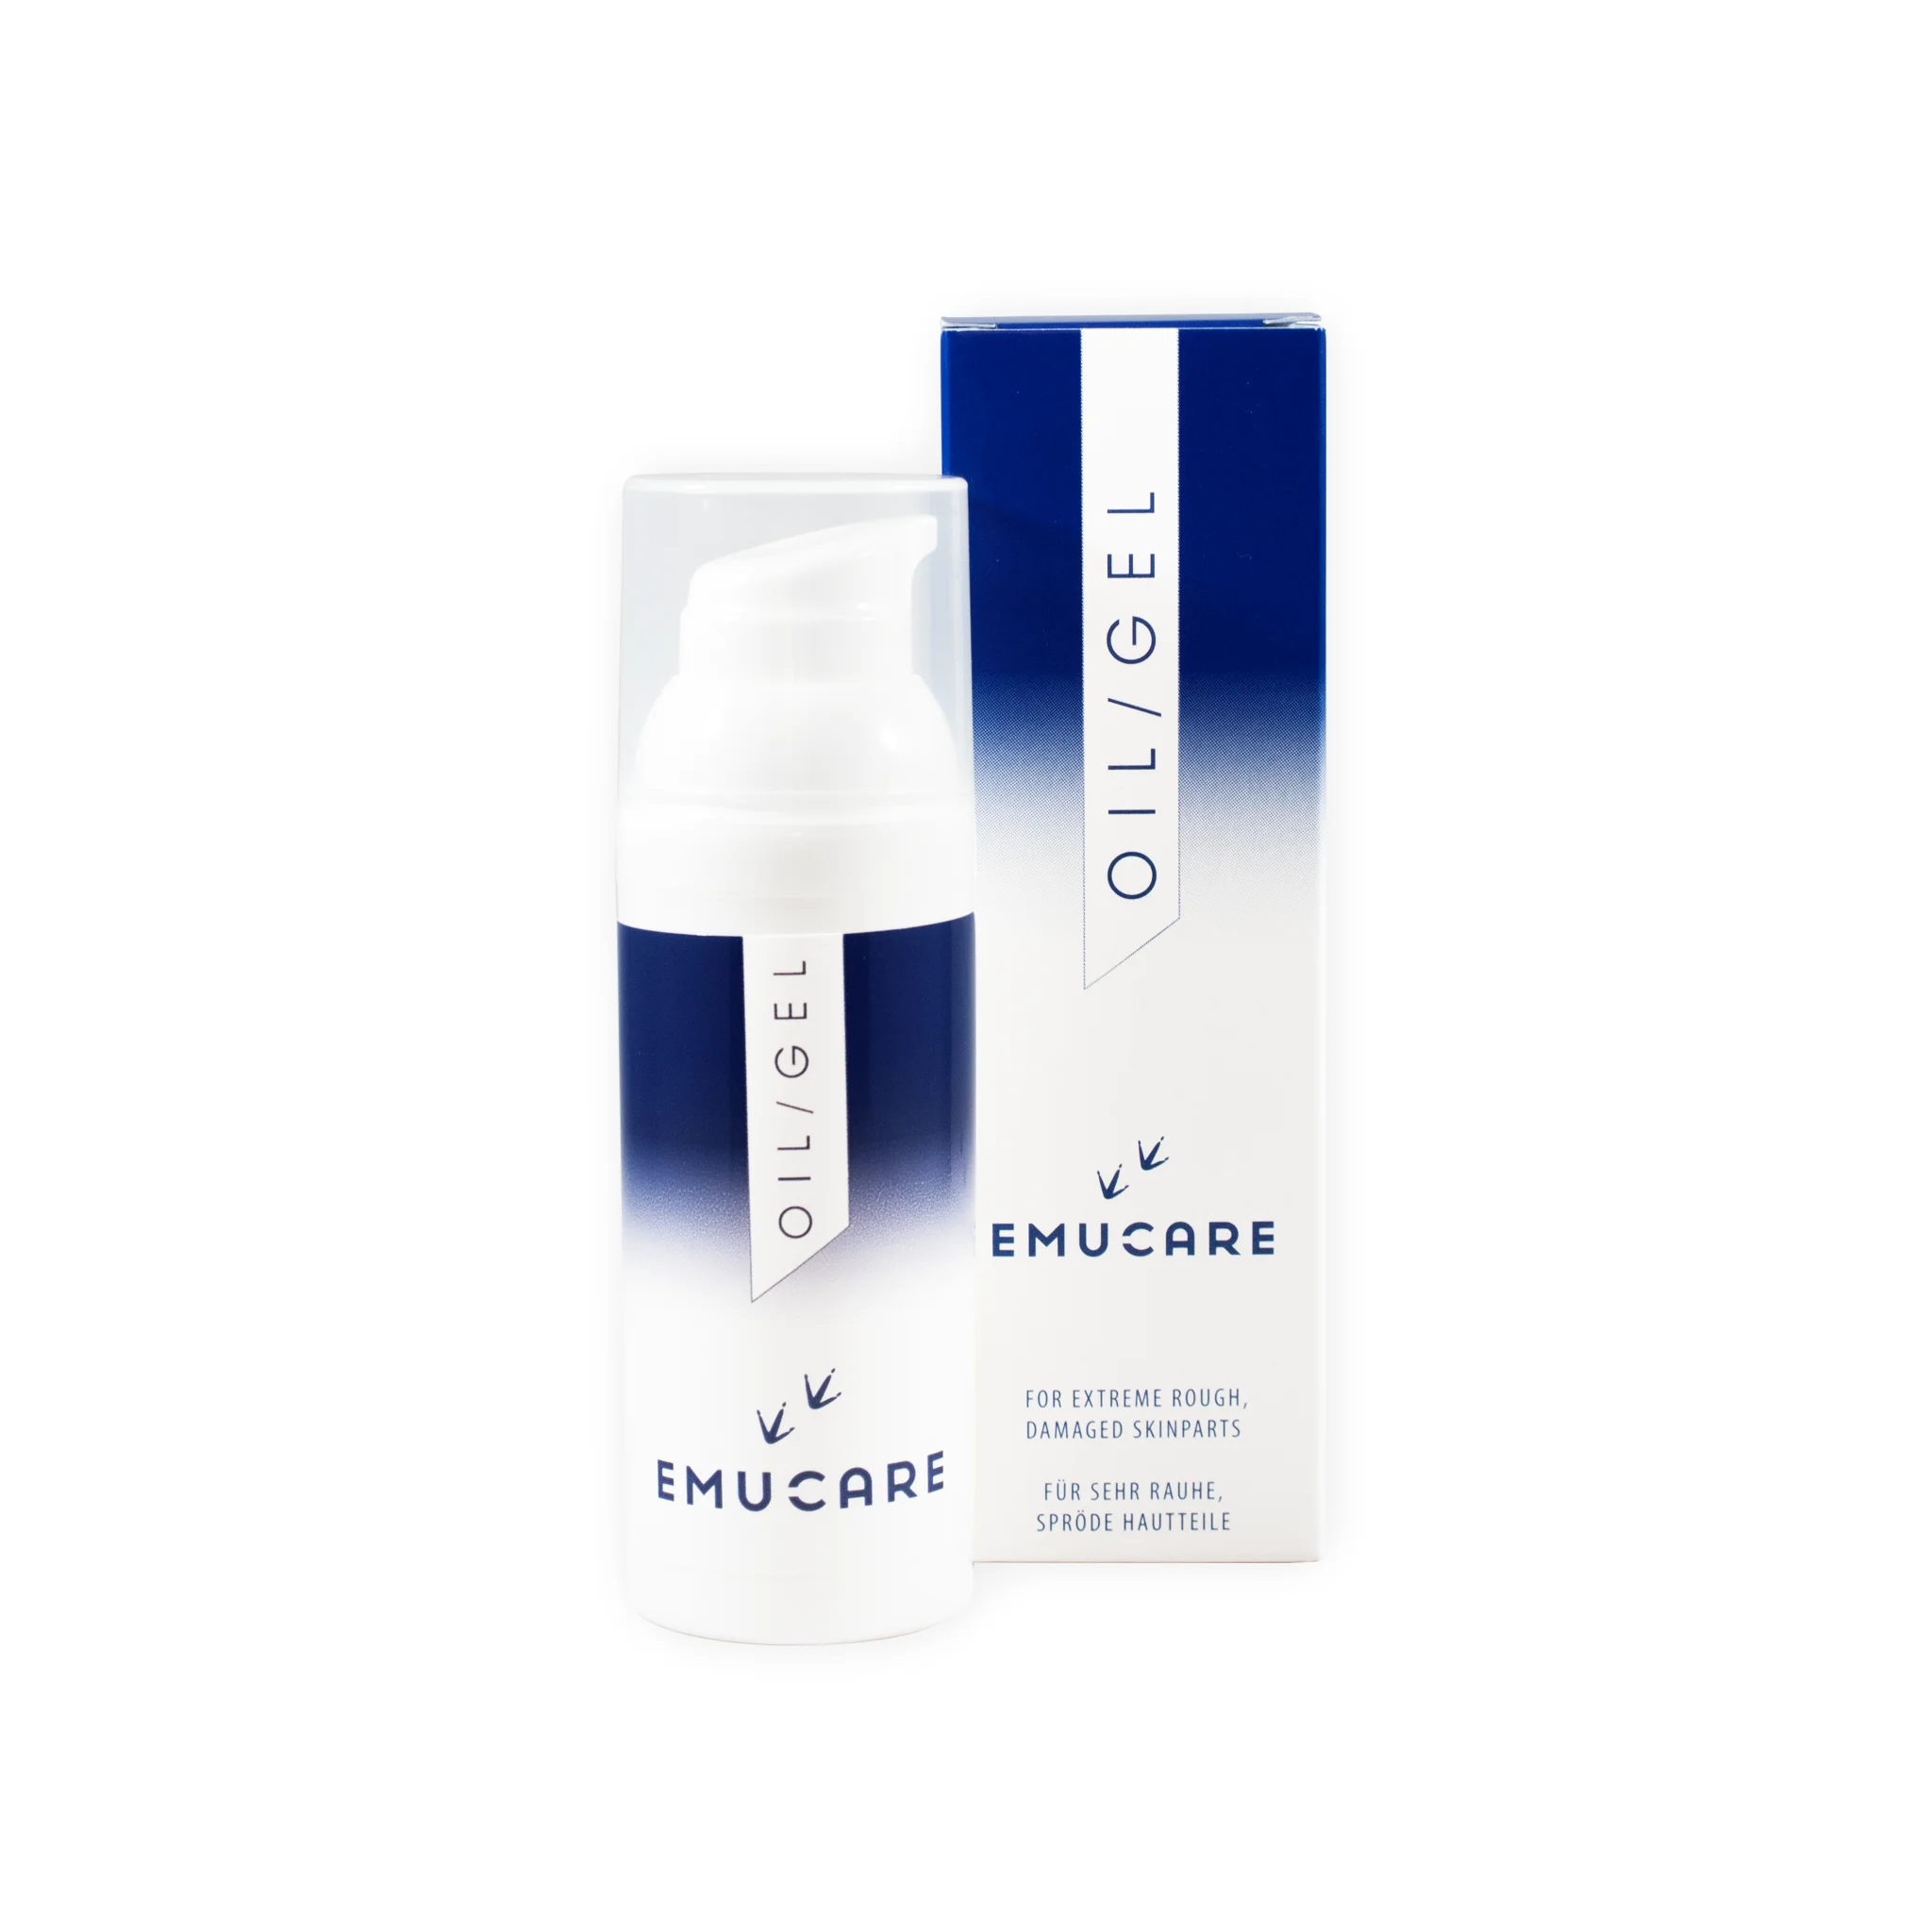 OIL/GEL
EMUCARE
OIL/GEL
EMUCARE
FOR EXTREME ROUGH,
DAMAGED SKINPARTS
FÜR SEHR RAUHE,
SPRÖDE HAUTTEILE